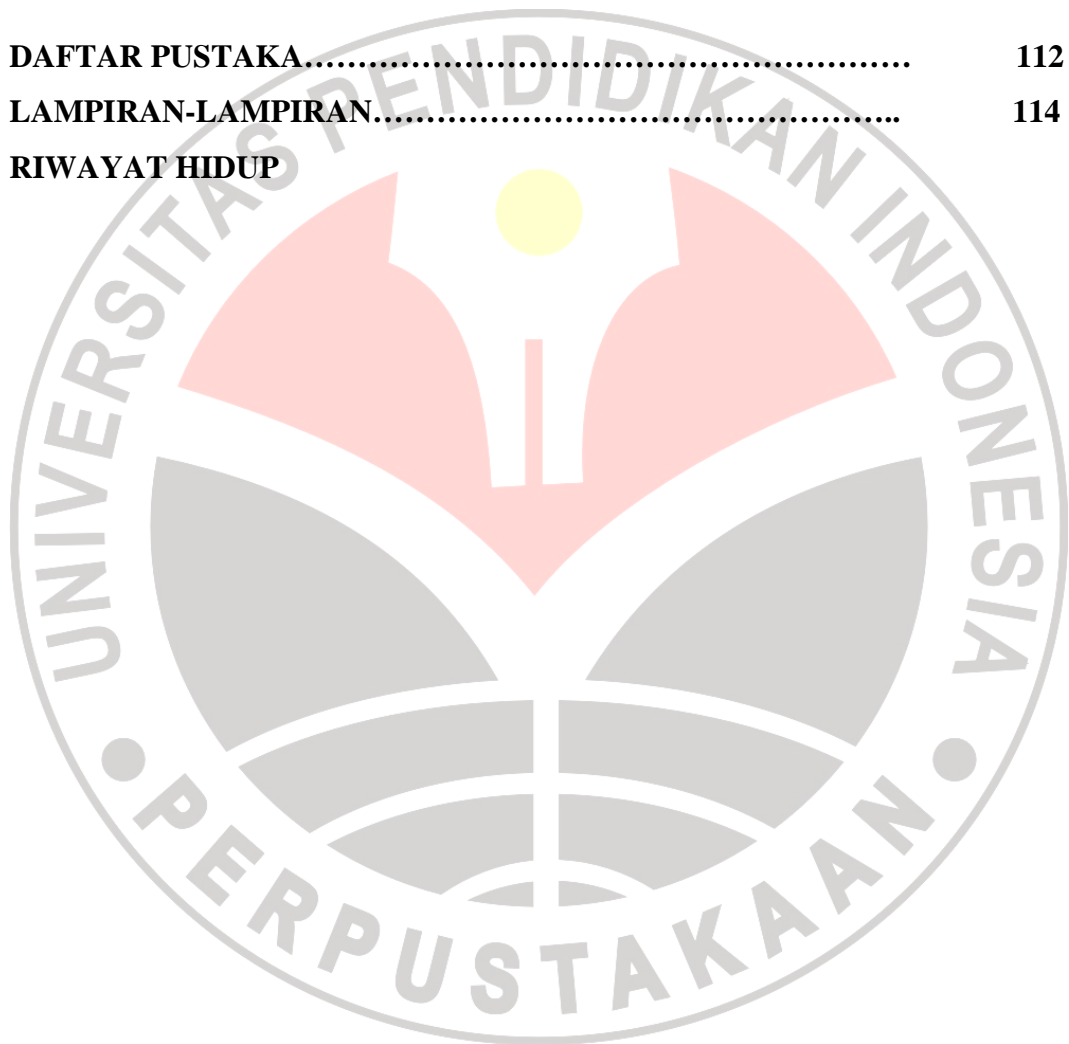 DAFTAR PUSTAKA…………………………………………………… 112
LAMPIRAN-LAMPIRAN………………………………………….. 114
RIWAYAT HIDUP
UNIVERSITAS PENDIDIKAN INDONESIA
PERPUSTAKAAN